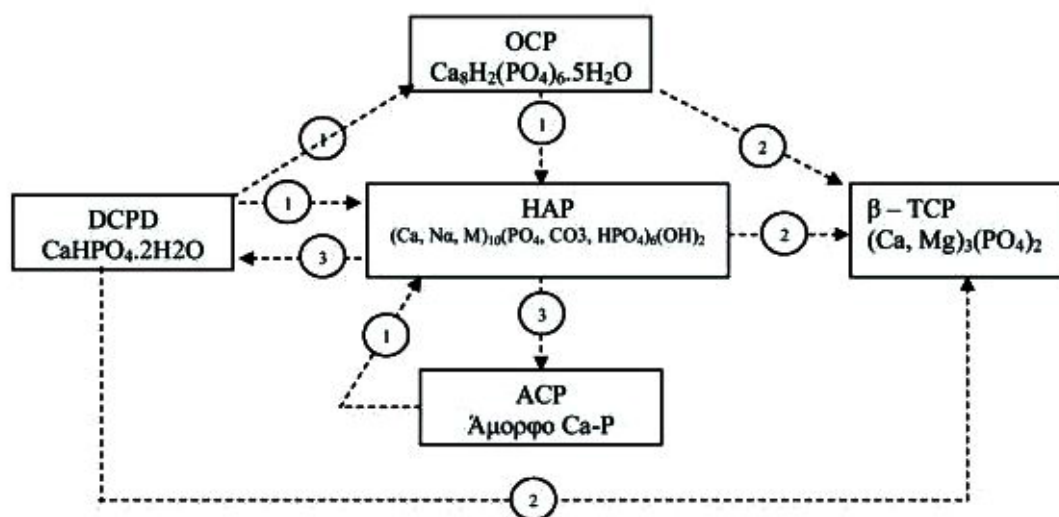 OCP
Ca₈H₂(PO₄)₆.5H₂O
1
1
2
DCPD
CaHPO₄.2H2O
1
HAP
(Ca, Να, M)₁₀(PO₄, CO3, HPO₄)₆(OH)₂
2
β – TCP
(Ca, Mg)₃(PO₄)₂
3
1
3
ACP
Άμορφο Ca-P
2